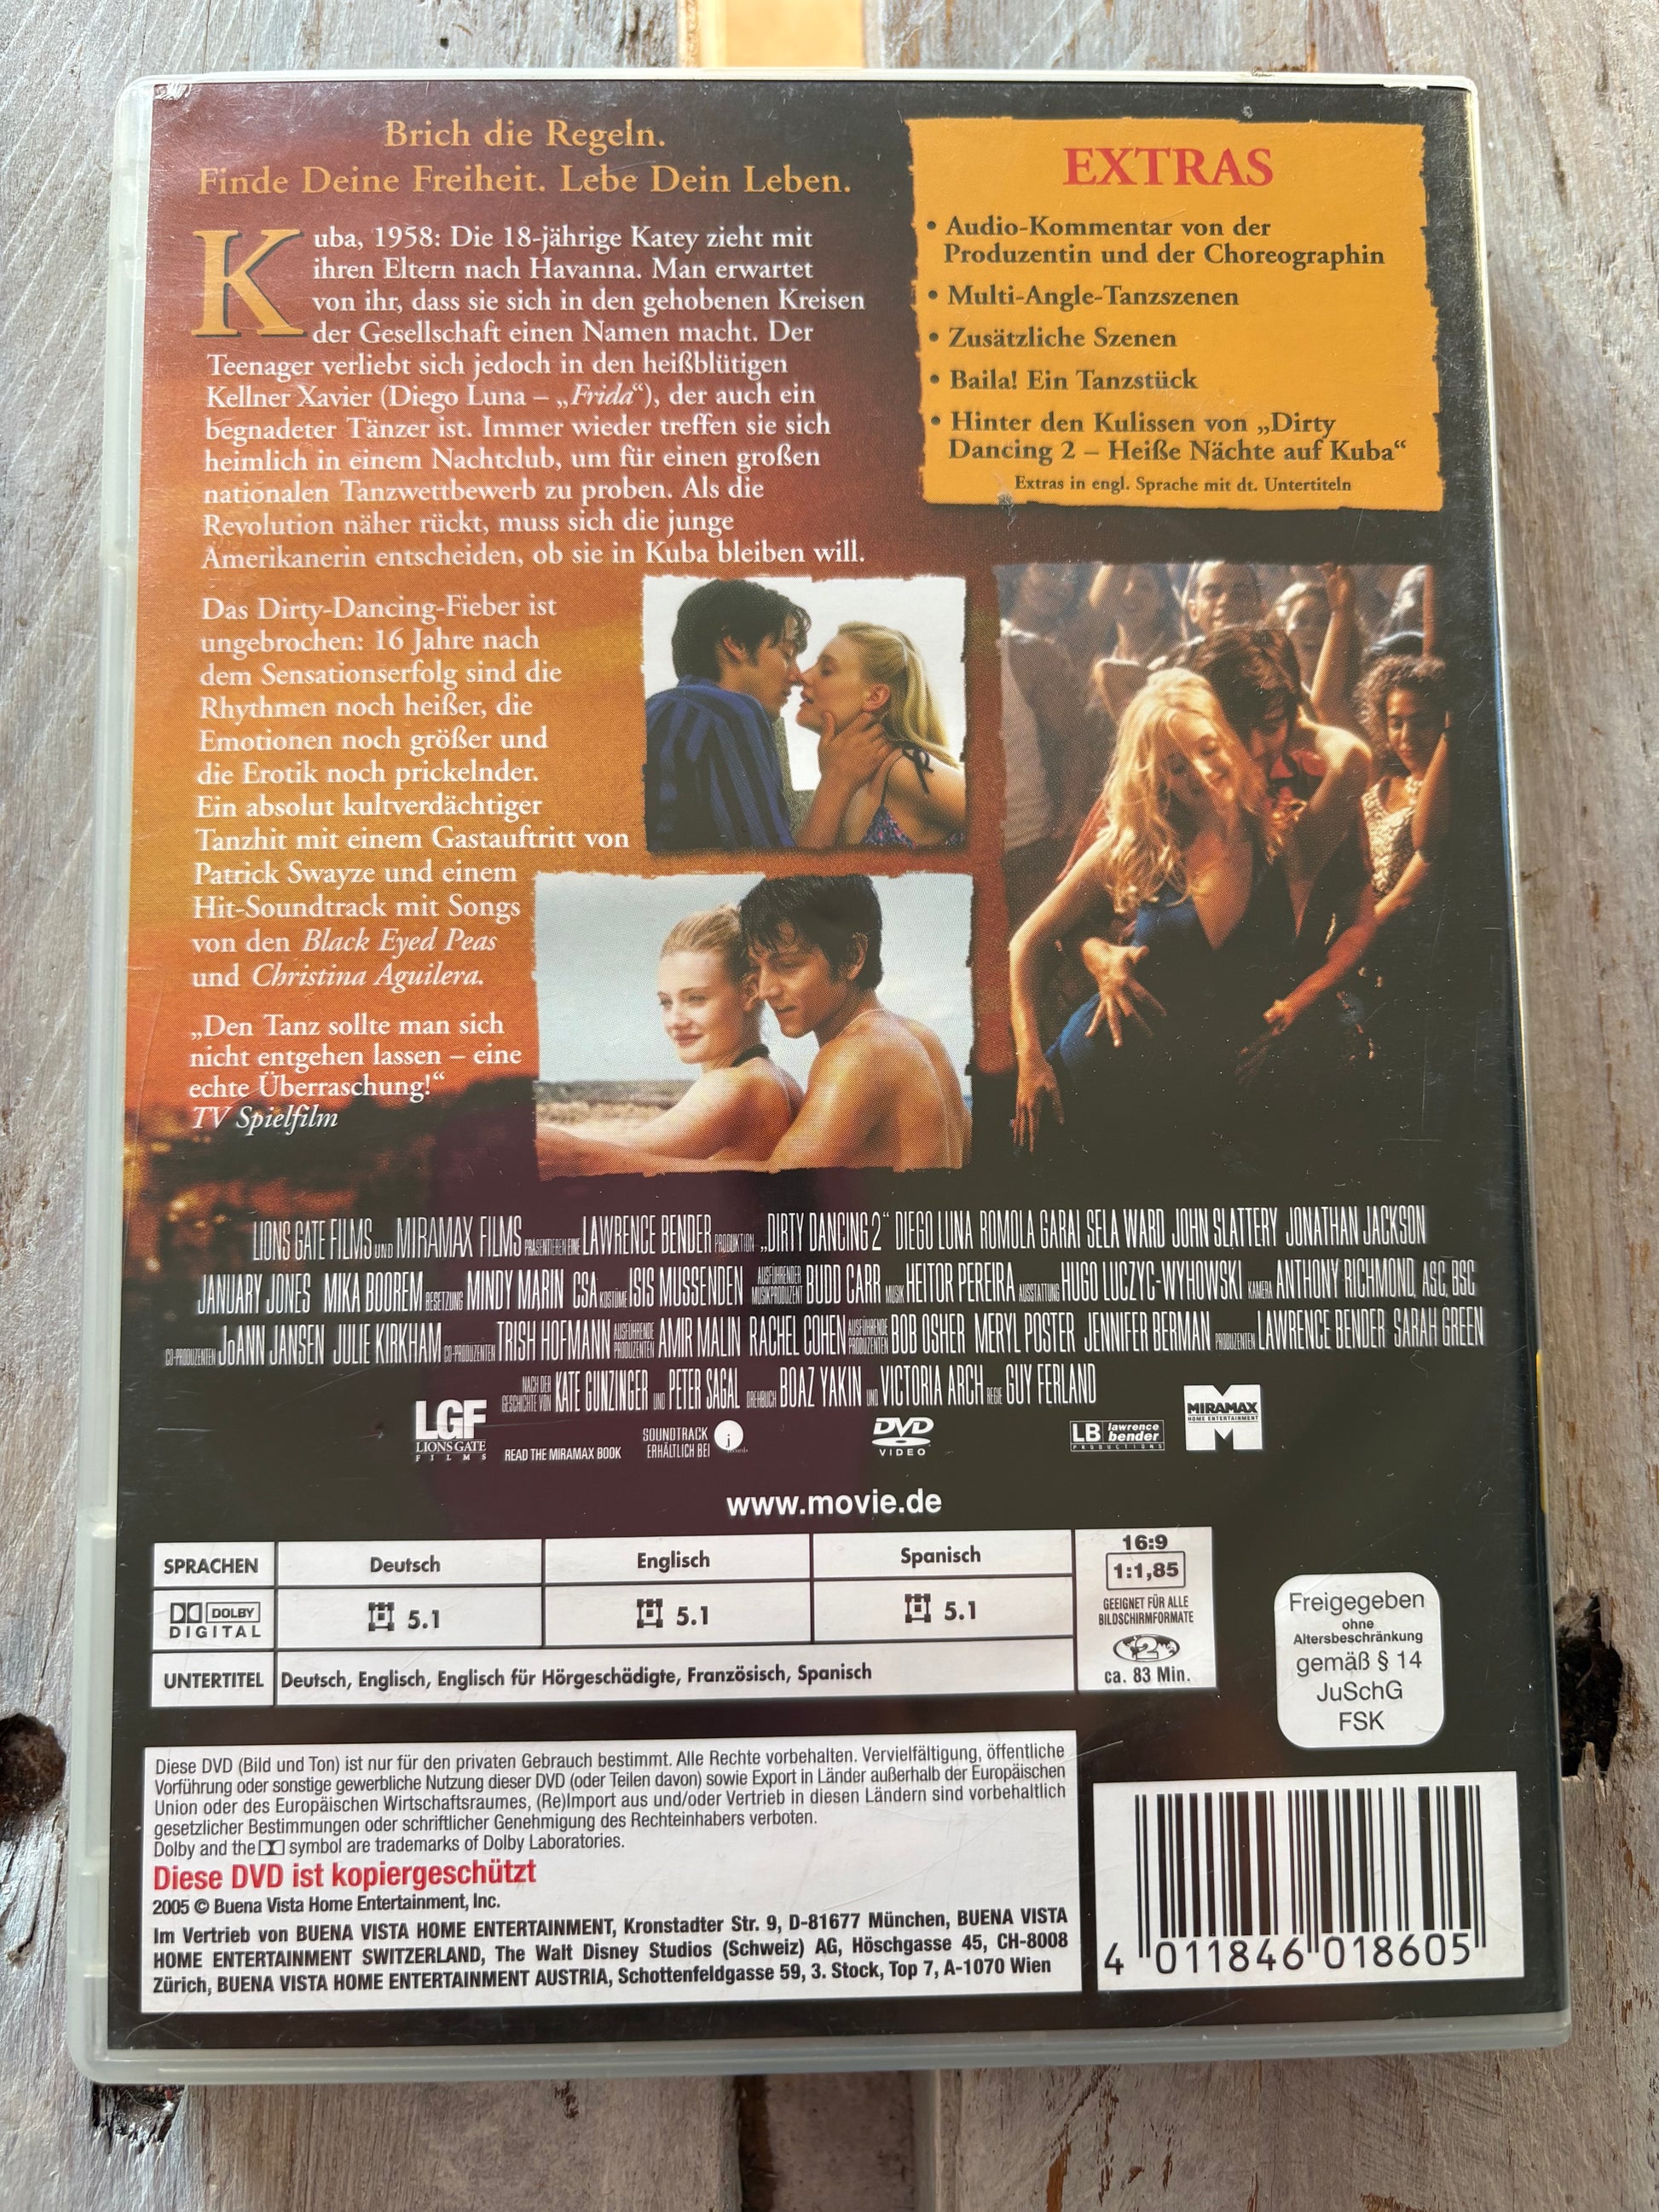 Brich die Regeln.
Finde Deine Freiheit. Lebe Dein Leben.
Kuba, 1958: Die 18-jährige Katey zieht mit
ihren Eltern nach Havanna. Man erwartet
von ihr, dass sie sich in den gehobenen Kreisen
der Gesellschaft einen Namen macht. Der
Teenager verliebt sich jedoch in den heißblütigen
Kellner Xavier (Diego Luna – „Frida“), der auch ein
begnadeter Tänzer ist. Immer wieder treffen sie sich
heimlich in einem Nachtclub, um für einen großen
nationalen Tanzwettbewerb zu proben. Als die
Revolution näher rückt, muss sich die junge
Amerikanerin entscheiden, ob sie in Kuba bleiben will.
Das Dirty-Dancing-Fieber ist
ungebrochen: 16 Jahre nach
dem Sensationserfolg sind die
Rhythmen noch heißer, die
Emotionen noch größer und
die Erotik noch prickelnder.
Ein absolut kultverdächtiger
Tanzhit mit einem Gastauftritt von
Patrick Swayze und einem
Hit-Soundtrack mit Songs
von den Black Eyed Peas
und Christina Aguilera.
„Den Tanz sollte man sich
nicht entgehen lassen – eine
echte Überraschung!“
TV Spielfilm
EXTRAS
• Audio-Kommentar von der
Produzentin und der Choreographin
• Multi-Angle-Tanzszenen
• Zusätzliche Szenen
• Baila! Ein Tanzstück
• Hinter den Kulissen von „Dirty
Dancing 2 – Heiße Nächte auf Kuba“
Extras in engl. Sprache mit dt. Untertiteln
LIONS GATE FILMS UND MIRAMAX FILMS PRÄSENTIEREN EINE LAWRENCE BENDER PRODUKTION „DIRTY DANCING 2“ DIEGO LUNA ROMOLA GARAI SELA WARD JOHN SLATTERY JONATHAN JACKSON
JANUARY JONES MIKA BOOREM BESETZUNG MINDY MARIN CSA KOSTÜME ISIS MUSSENDEN AUSFÜHRENDER MUSIKPRODUZENT BUDD CARR MUSIK HEITOR PEREIRA AUSSTATTUNG HUGO LUCZYC-WYHOWSKI KAMERA ANTHONY RICHMOND, ASC, BSC
CO-PRODUZENTEN JoANN JANSEN JULIE KIRKHAM CO-PRODUZENTEN TRISH HOFMANN AUSFÜHRENDE PRODUZENTEN AMIR MALIN RACHEL COHEN AUSFÜHRENDE PRODUZENTEN BOB OSHER MERYL POSTER JENNIFER BERMAN PRODUZENTEN LAWRENCE BENDER SARAH GREEN
NACH DER GESCHICHTE VON KATE GUNZINGER UND PETER SAGAL DREHBUCH BOAZ YAKIN UND VICTORIA ARCH REGIE GUY FERLAND
LGF
LIONS GATE
FILMS
READ THE MIRAMAX BOOK
SOUNDTRACK
ERHÄLTLICH BEI
j
DVD
VIDEO
LB lawrence bender
PRODUCTIONS
MIRAMAX
HOME ENTERTAINMENT
www.movie.de
SPRACHEN Deutsch Englisch Spanisch
DOLBY DIGITAL 5.1 5.1 5.1
UNTERTITEL Deutsch, Englisch, Englisch für Hörgeschädigte, Französisch, Spanisch
16:9
1:1,85
GEEIGNET FÜR ALLE
BILDSCHIRMFORMATE
2
ca. 83 Min.
Freigegeben
ohne
Altersbeschränkung
gemäß § 14
JuSchG
FSK
Diese DVD (Bild und Ton) ist nur für den privaten Gebrauch bestimmt. Alle Rechte vorbehalten. Vervielfältigung, öffentliche
Vorführung oder sonstige gewerbliche Nutzung dieser DVD (oder Teilen davon) sowie Export in Länder außerhalb der Europäischen
Union oder des Europäischen Wirtschaftsraumes, (Re)Import aus und/oder Vertrieb in diesen Ländern sind vorbehaltlich
gesetzlicher Bestimmungen oder schriftlicher Genehmigung des Rechteinhabers verboten.
Dolby and the symbol are trademarks of Dolby Laboratories.
Diese DVD ist kopiergeschützt
2005 © Buena Vista Home Entertainment, Inc.
Im Vertrieb von BUENA VISTA HOME ENTERTAINMENT, Kronstadter Str. 9, D-81677 München, BUENA VISTA
HOME ENTERTAINMENT SWITZERLAND, The Walt Disney Studios (Schweiz) AG, Höschgasse 45, CH-8008
Zürich, BUENA VISTA HOME ENTERTAINMENT AUSTRIA, Schottenfeldgasse 59, 3. Stock, Top 7, A-1070 Wien
4 011846 018605